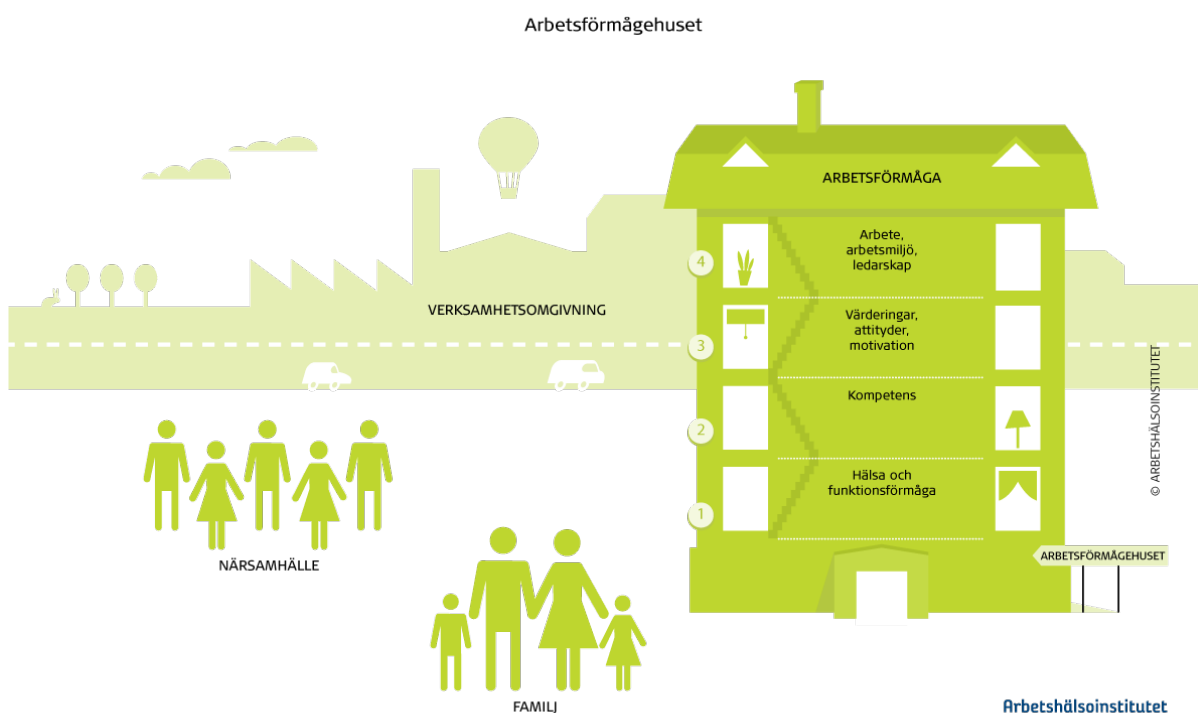 Arbetsförmågehuset
ARBETSFÖRMÅGA
4
Arbete,
arbetsmiljö,
ledarskap
VERKSAMHETSOMGIVNING
3
Värderingar,
attityder,
motivation
2
Kompetens
1
Hälsa och
funktionsförmåga
© ARBETSHÄLSOINSTITUTET
ARBETSFÖRMÅGEHUSET
NÄRSAMHÄLLE
FAMILJ
Arbetshälsoinstitutet